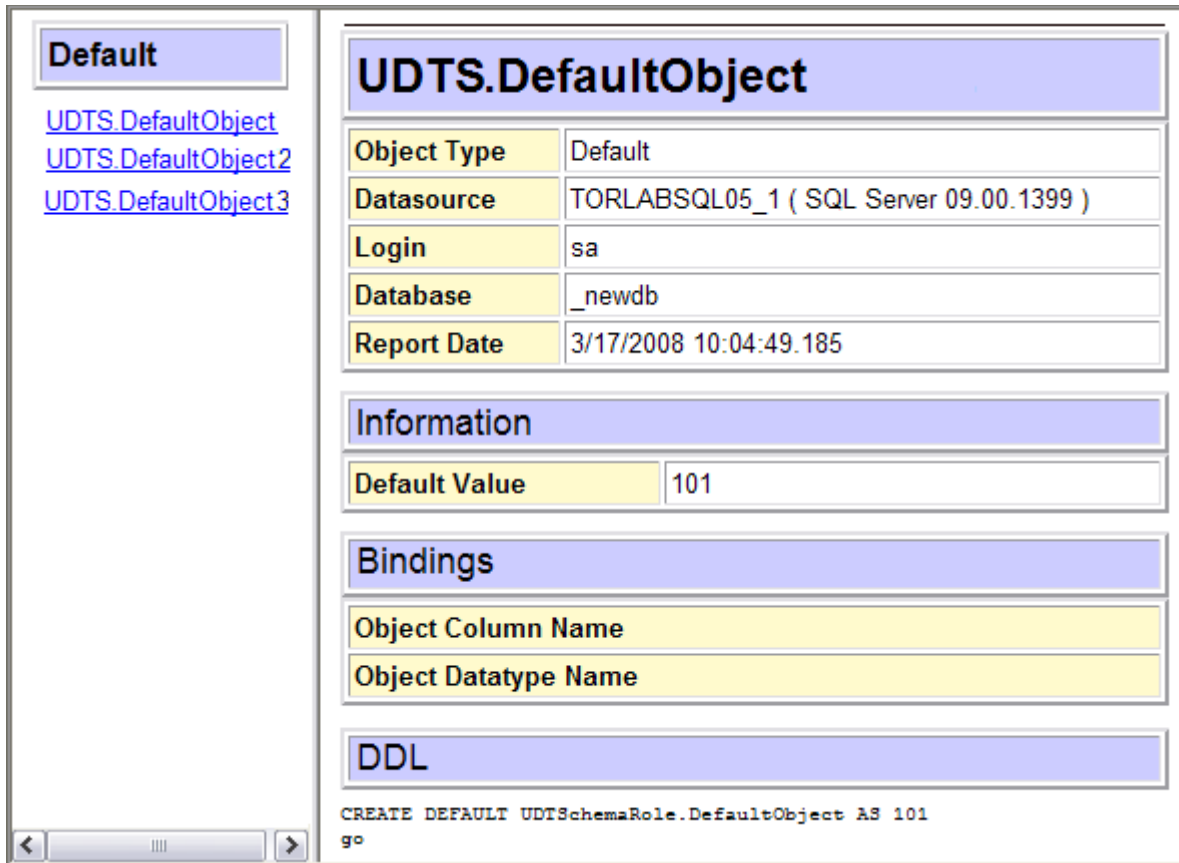 Default
UDTS.DefaultObject
UDTS.DefaultObject2
UDTS.DefaultObject3
UDTS.DefaultObject
Object Type Default
Datasource TORLABSQL05_1 ( SQL Server 09.00.1399 )
Login sa
Database _newdb
Report Date 3/17/2008 10:04:49.185
Information
Default Value 101
Bindings
Object Column Name
Object Datatype Name
DDL
CREATE DEFAULT UDTSchemaRole.DefaultObject AS 101
go